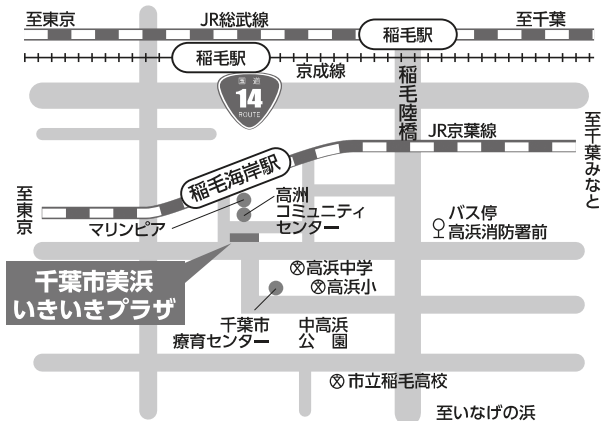 至東京
JR総武線
稲毛駅
至千葉
稲毛駅
京成線
国道
14
ROUTE
稲毛陸橋
JR京葉線
至千葉みなと
稲毛海岸駅
至東京
マリンピア
高洲
コミュニティ
センター
バス停
高浜消防署前
千葉市美浜
いきいきプラザ
文高浜中学
文高浜小
千葉市
療育センター
中高浜
公園
文市立稲毛高校
至いなげの浜